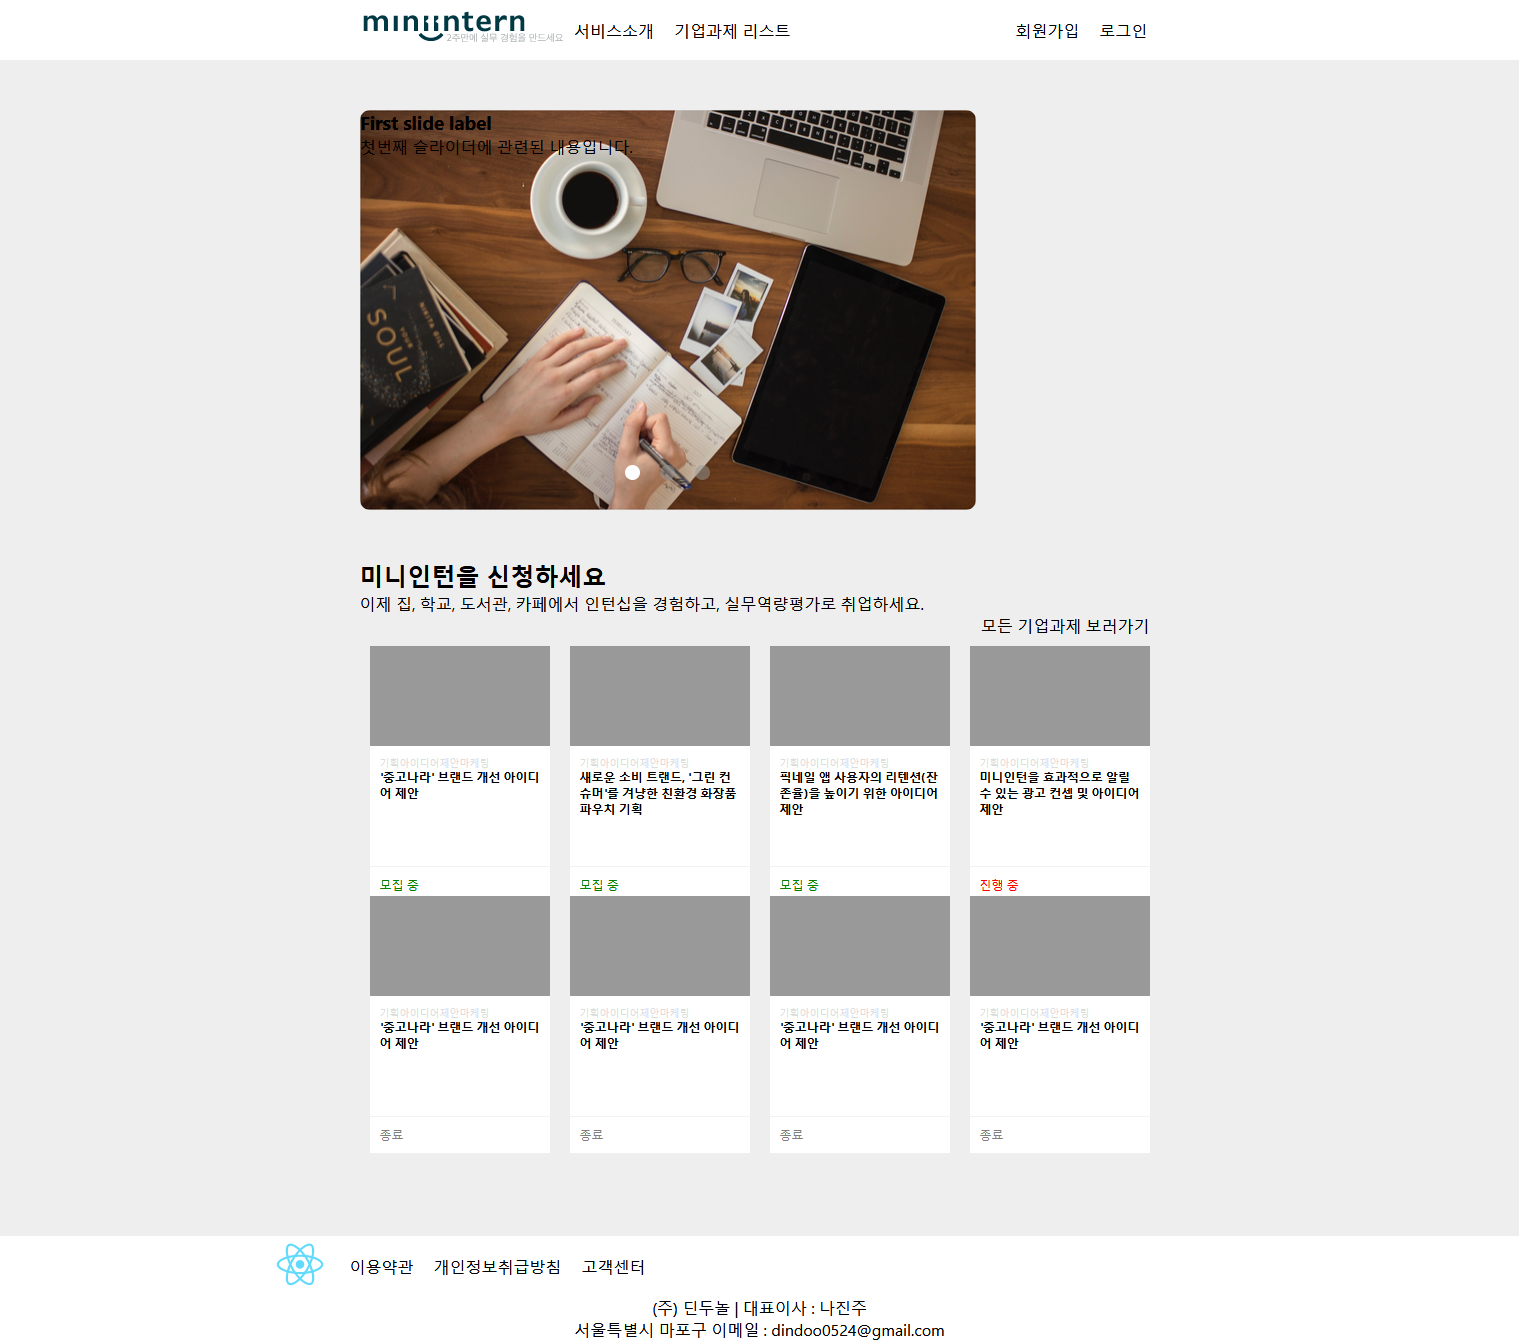 miniintern
2주만에 실무 경험을 만드세요
서비스소개 기업과제 리스트 회원가입 로그인
First slide label
첫번째 슬라이더에 관련된 내용입니다.
NIKITA GILL
YOUR
SOUL
미니인턴을 신청하세요
이제 집, 학교, 도서관, 카페에서 인턴십을 경험하고, 실무역량평가로 취업하세요.
모든 기업과제 보러가기
기획아이디어제안마케팅
'중고나라' 브랜드 개선 아이디
어 제안
모집 중
기획아이디어제안마케팅
새로운 소비 트랜드, '그린 컨
슈머'를 겨냥한 친환경 화장품
파우치 기획
모집 중
기획아이디어제안마케팅
픽네일 앱 사용자의 리텐션(잔
존율)을 높이기 위한 아이디어
제안
모집 중
기획아이디어제안마케팅
미니인턴을 효과적으로 알릴
수 있는 광고 컨셉 및 아이디어
제안
진행 중
기획아이디어제안마케팅
'중고나라' 브랜드 개선 아이디
어 제안
종료
기획아이디어제안마케팅
'중고나라' 브랜드 개선 아이디
어 제안
종료
기획아이디어제안마케팅
'중고나라' 브랜드 개선 아이디
어 제안
종료
기획아이디어제안마케팅
'중고나라' 브랜드 개선 아이디
어 제안
종료
이용약관 개인정보취급방침 고객센터
(주) 딘두놀 | 대표이사 : 나진주
서울특별시 마포구 이메일 : dindoo0524@gmail.com